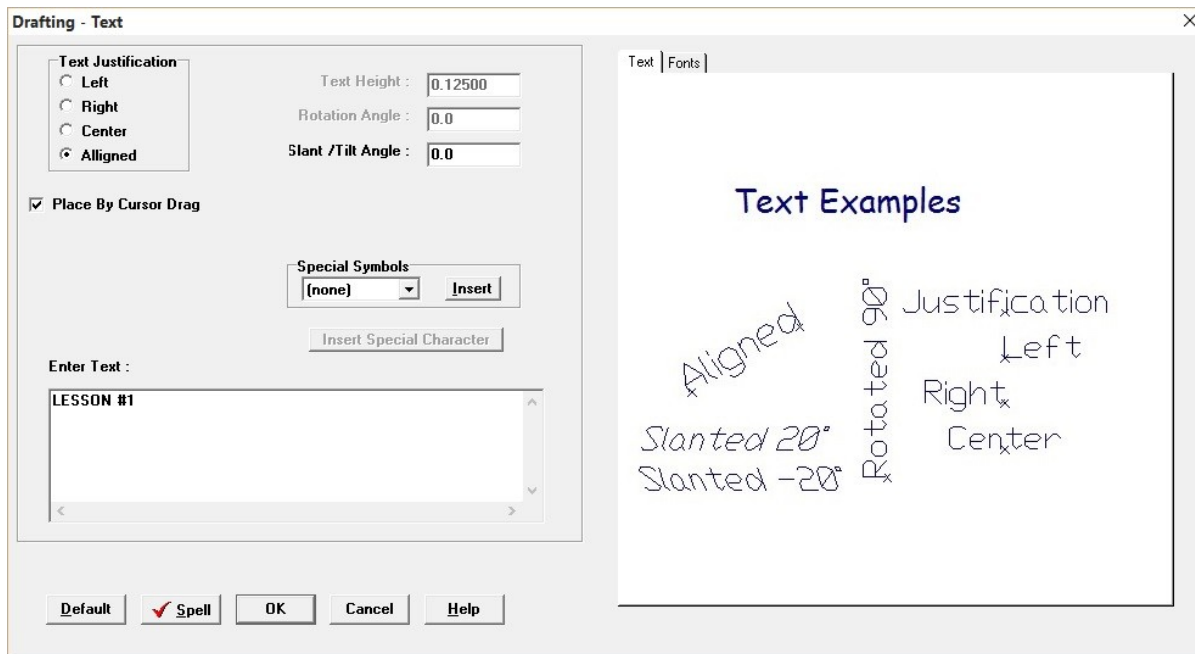 Drafting - Text
Text Justification
Left
Right
Center
Alligned
Text Height :
0.12500
Rotation Angle :
0.0
Slant /Tilt Angle :
0.0
Place By Cursor Drag
Special Symbols
(none)
Insert
Insert Special Character
Enter Text :
LESSON #1
Default
Spell
OK
Cancel
Help
Text
Fonts
Text Examples
Aligned
Slanted 20°
Slanted -20°
Rotated 90°
Justification
Left
Right
Center